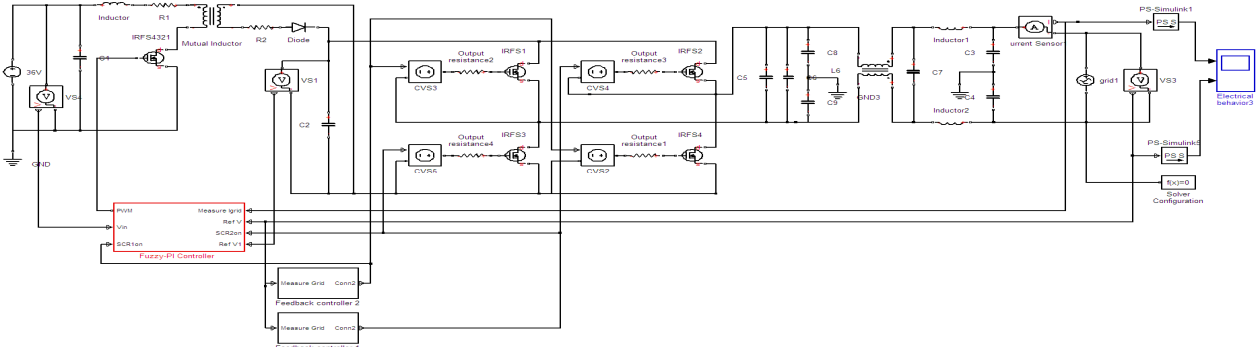 PS-Simulink1
Inductor
R1
IRFS4321
Mutual Inductor
R2
Diode
36V
VS1
C2
GND
Output
resistance2
IRFS1
CVS3
Output
resistance3
IRFS2
CVS4
Output
resistance4
IRFS3
CVS5
Output
resistance1
IRFS4
CVS2
C5
C8
C9
L6
GND3
C7
Inductor1
C3
C4
Inductor2
urrent Sensor
grid1
VS3
PS S
Electrical
behavior3
PS S
f(x)=0
Solver
Configuration
PWM
Vin
SCR1on
Measure Igrid
Ref V
SCR2on
Ref V1
Fuzzy-PI Controller
Measure Grid
Conn2
Feedback controller 2
Measure Grid
Conn2